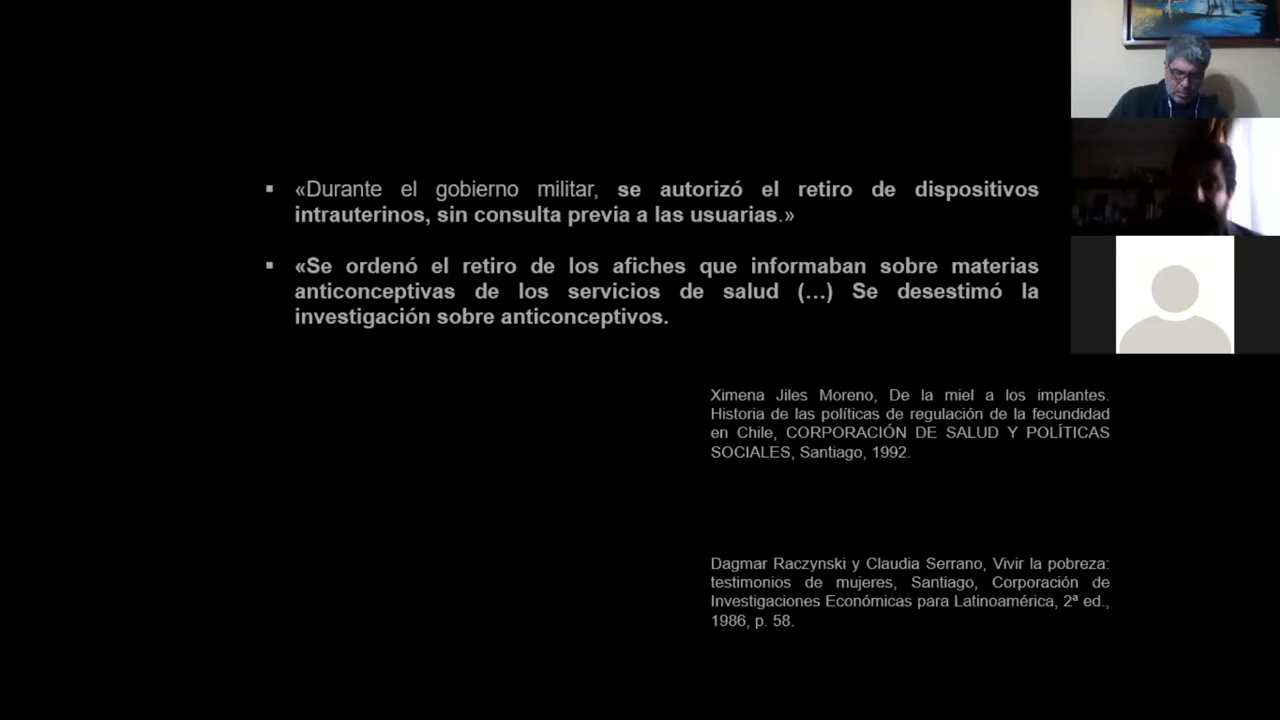 ▪ «Durante el gobierno militar, se autorizó el retiro de dispositivos
intrauterinos, sin consulta previa a las usuarias.»
▪ «Se ordenó el retiro de los afiches que informaban sobre materias
anticonceptivas de los servicios de salud (…) Se desestimó la
investigación sobre anticonceptivos.
Ximena Jiles Moreno, De la miel a los implantes.
Historia de las políticas de regulación de la fecundidad
en Chile, CORPORACIÓN DE SALUD Y POLÍTICAS
SOCIALES, Santiago, 1992.
Dagmar Raczynski y Claudia Serrano, Vivir la pobreza:
testimonios de mujeres, Santiago, Corporación de
Investigaciones Económicas para Latinoamérica, 2ª ed.,
1986, p. 58.